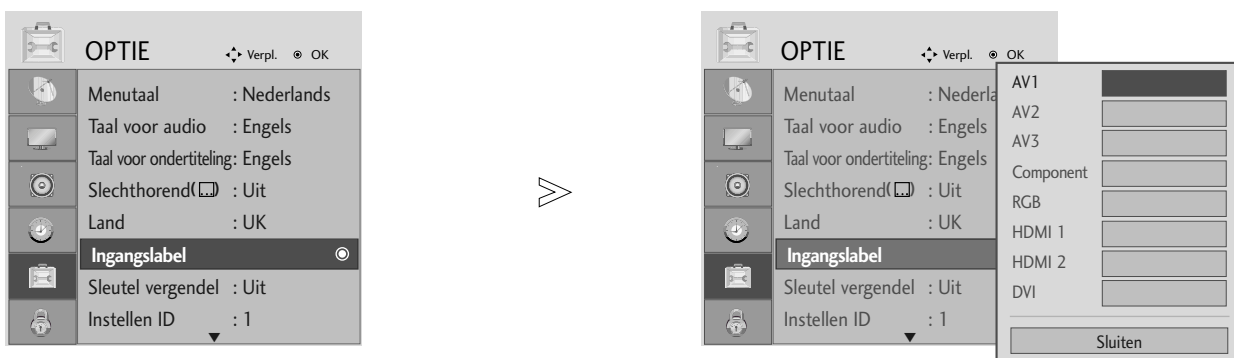 OPTIE Verpl. OK
Menutaal : Nederlands
Taal voor audio : Engels
Taal voor ondertiteling: Engels
Slechthorend( ) : Uit
Land : UK
Ingangslabel
Sleutel vergendel : Uit
Instellen ID : 1
OPTIE Verpl. OK
Menutaal : Nederla
Taal voor audio : Engels
Taal voor ondertiteling: Engels
Slechthorend( ) : Uit
Land : UK
Ingangslabel
Sleutel vergendel : Uit
Instellen ID : 1
AV1
AV2
AV3
Component
RGB
HDMI 1
HDMI 2
DVI
Sluiten